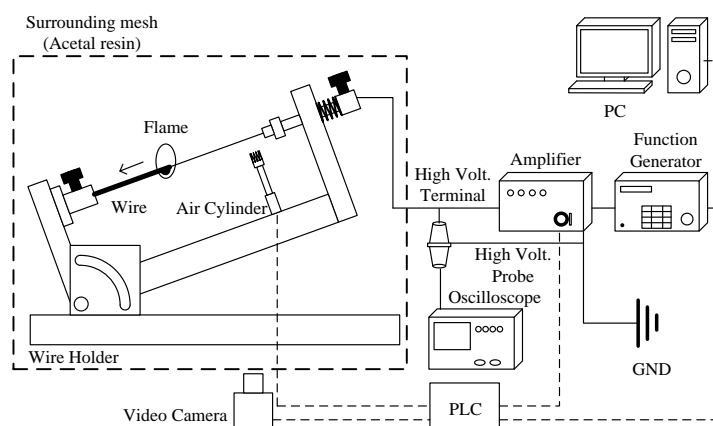 Surrounding mesh
(Acetal resin)
Flame
Wire
Air Cylinder
Wire Holder
Video Camera
High Volt.
Terminal
Amplifier
Function
Generator
PC
High Volt.
Probe
Oscilloscope
GND
PLC